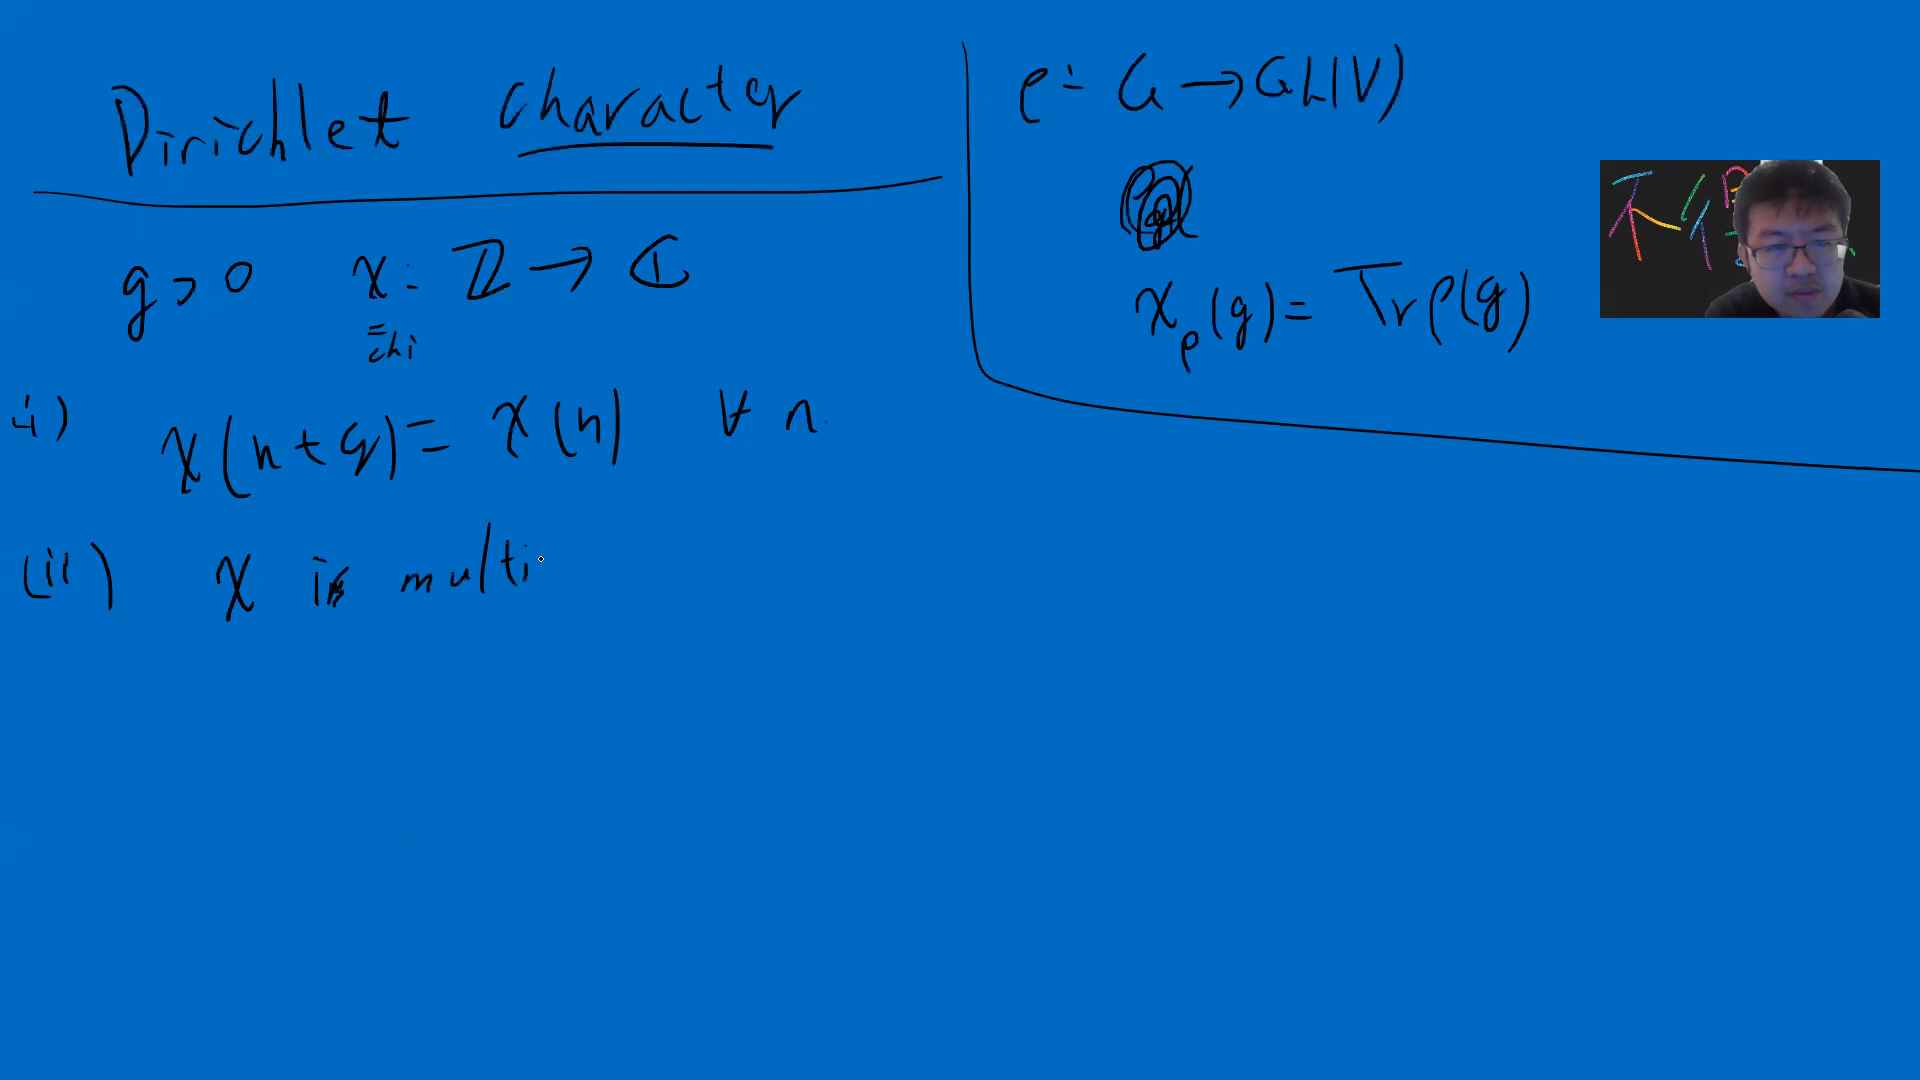 Dirichlet character
q > 0 χ : ℤ → ℂ
chi
i) χ(n+q) = χ(n) ∀ n.
(ii) χ is multi
ρ: G → GL(V)
χ_ρ(g) = Tr ρ(g)